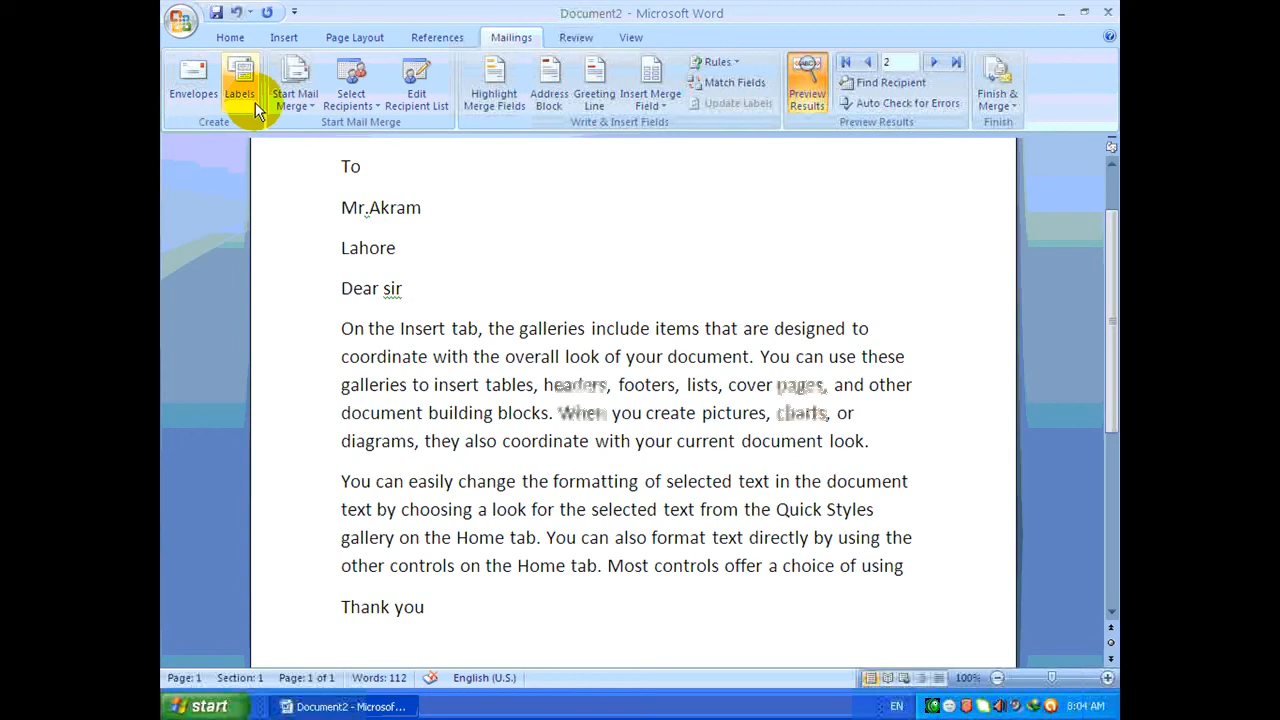 Document2 - Microsoft Word
Home Insert Page Layout References Mailings Review View
Envelopes Labels Start Mail Merge Select Recipients Edit Recipient List Highlight Merge Fields Address Block Greeting Line Insert Merge Field Rules Match Fields Update Labels Preview Results 2 Find Recipient Auto Check for Errors Finish & Merge
Create Start Mail Merge Write & Insert Fields Preview Results Finish
To
Mr.Akram
Lahore
Dear sir
On the Insert tab, the galleries include items that are designed to
coordinate with the overall look of your document. You can use these
galleries to insert tables, headers, footers, lists, cover pages, and other
document building blocks. When you create pictures, charts, or
diagrams, they also coordinate with your current document look.
You can easily change the formatting of selected text in the document
text by choosing a look for the selected text from the Quick Styles
gallery on the Home tab. You can also format text directly by using the
other controls on the Home tab. Most controls offer a choice of using
Thank you
Page: 1 Section: 1 Page: 1 of 1 Words: 112 English (U.S.) 100%
start Document2 - Microsof... EN 8:04 AM